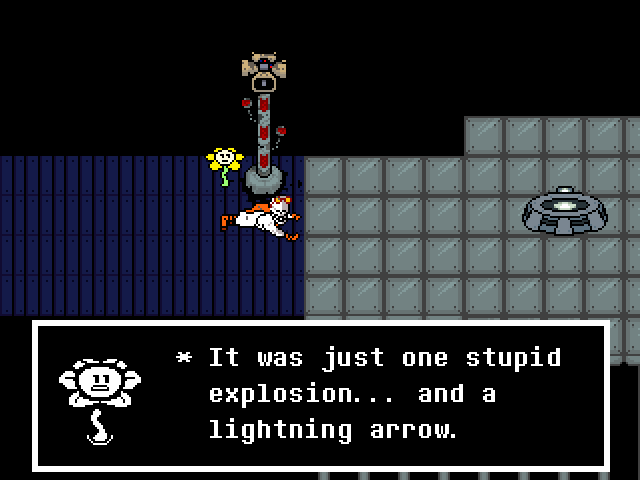 * It was just one stupid
explosion... and a
lightning arrow.